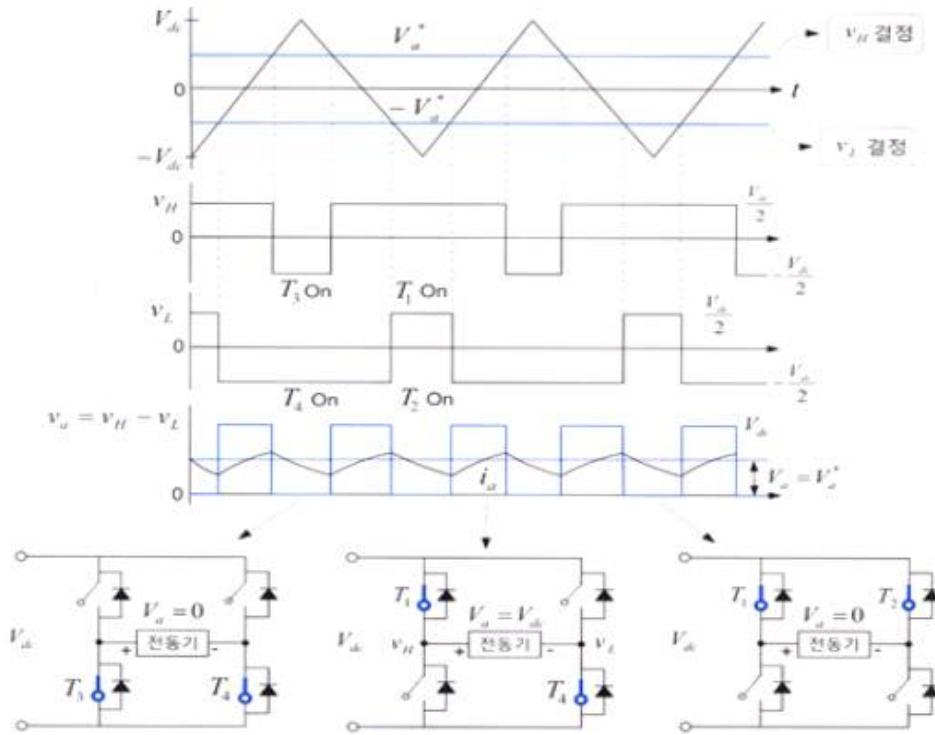 V_dc
V_a^*
v_H 결정
0
t
-V_a^*
-V_dc
v_L 결정
v_H
V_dc/2
0
-V_dc/2
T_3 On
T_1 On
v_L
V_dc/2
0
-V_dc/2
T_4 On
T_2 On
v_a = v_H - v_L
V_dc
i_a
V_a = V_a^*
0
T_1
T_1
T_2
V_a = 0
V_a = V_dc
V_a = 0
V_dc
+ 전동기 -
V_dc
v_H
+ 전동기 -
v_L
V_dc
+ 전동기 -
T_3
T_4
T_4